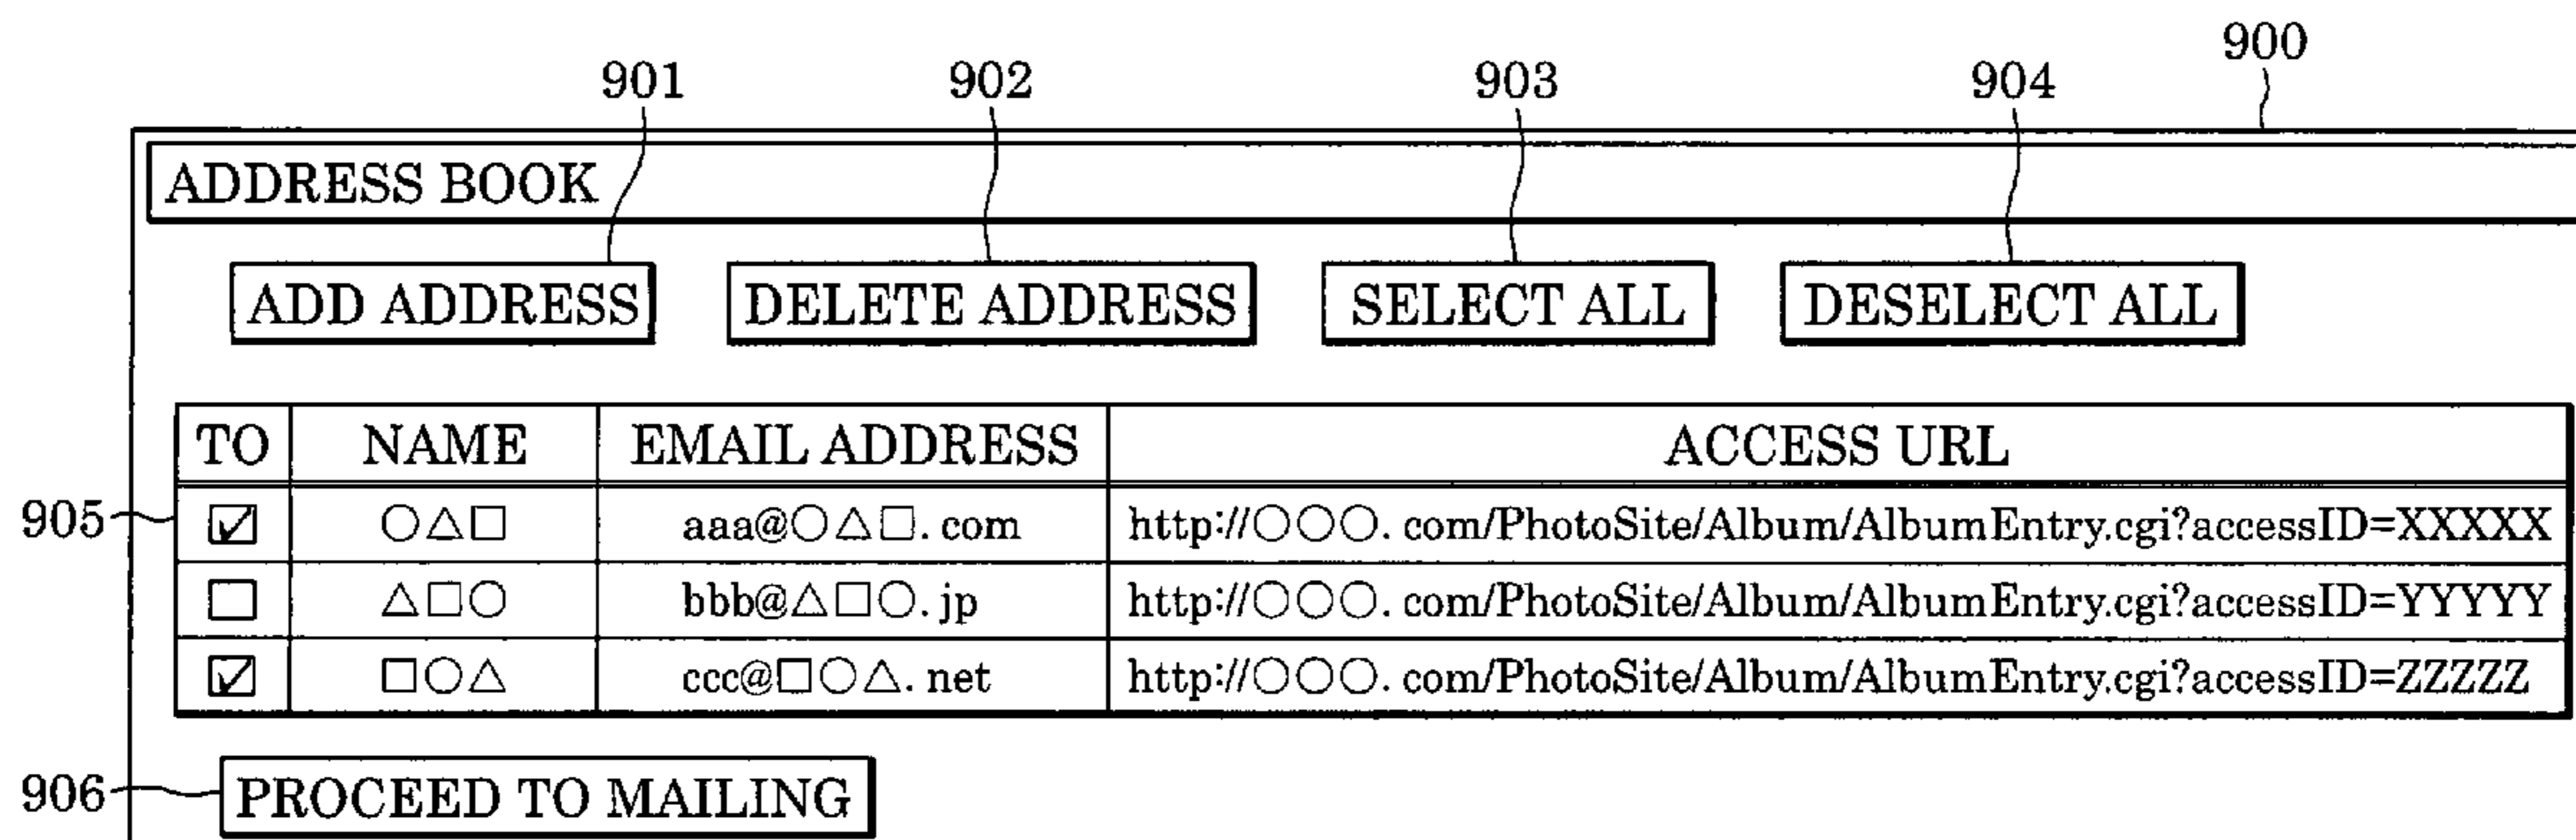 900
901 902 903 904
ADDRESS BOOK
ADD ADDRESS DELETE ADDRESS SELECT ALL DESELECT ALL
TO NAME EMAIL ADDRESS ACCESS URL
905 ☑ ○△□ aaa@○△□. com http://○○○. com/PhotoSite/Album/AlbumEntry.cgi?accessID=XXXXX
☐ △□○ bbb@△□○. jp http://○○○. com/PhotoSite/Album/AlbumEntry.cgi?accessID=YYYYY
☑ □○△ ccc@□○△. net http://○○○. com/PhotoSite/Album/AlbumEntry.cgi?accessID=ZZZZZ
906 PROCEED TO MAILING